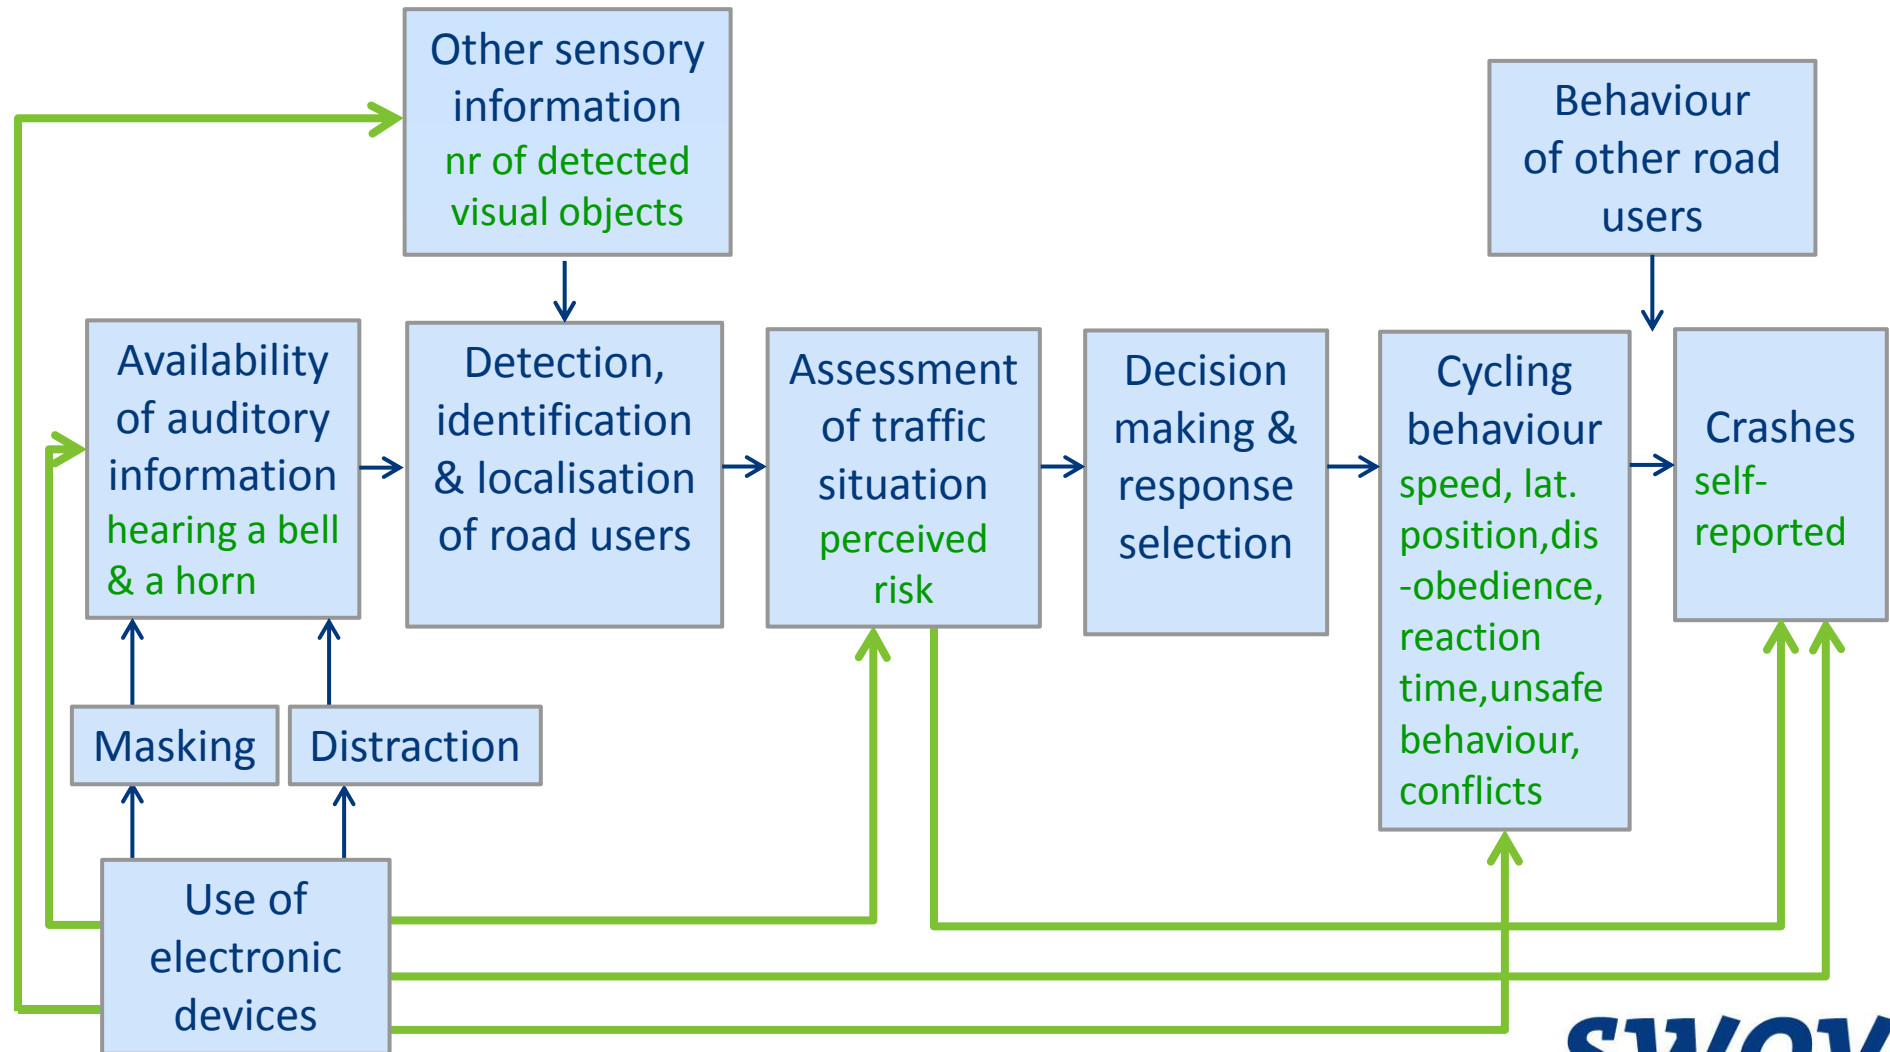 Other sensory
information
nr of detected
visual objects
Behaviour
of other road
users
Availability
of auditory
information
hearing a bell
& a horn
Detection,
identification
& localisation
of road users
Assessment
of traffic
situation
perceived
risk
Decision
making &
response
selection
Cycling
behaviour
speed, lat.
position,dis
-obedience,
reaction
time,unsafe
behaviour,
conflicts
Crashes
self-
reported
Masking
Distraction
Use of
electronic
devices
swov